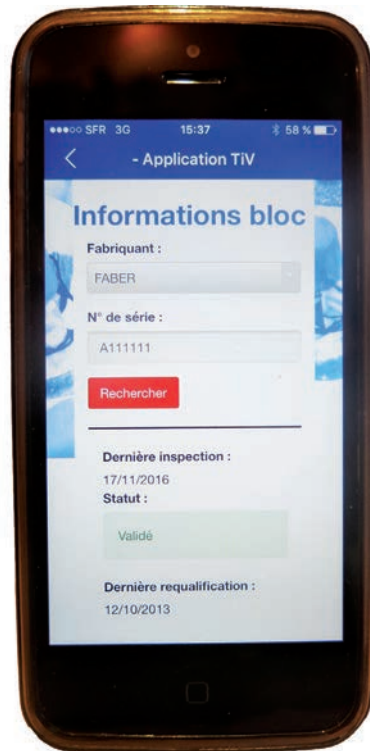 SFR 3G 15:37 58 %
- Application TiV
Informations bloc
Fabriquant :
FABER
N° de série :
A111111
Rechercher
Dernière inspection :
17/11/2016
Statut :
Validé
Dernière requalification :
12/10/2013